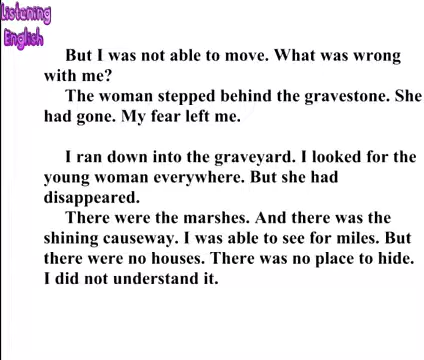 Listening
English
But I was not able to move. What was wrong
with me?
The woman stepped behind the gravestone. She
had gone. My fear left me.
I ran down into the graveyard. I looked for the
young woman everywhere. But she had
disappeared.
There were the marshes. And there was the
shining causeway. I was able to see for miles. But
there were no houses. There was no place to hide.
I did not understand it.